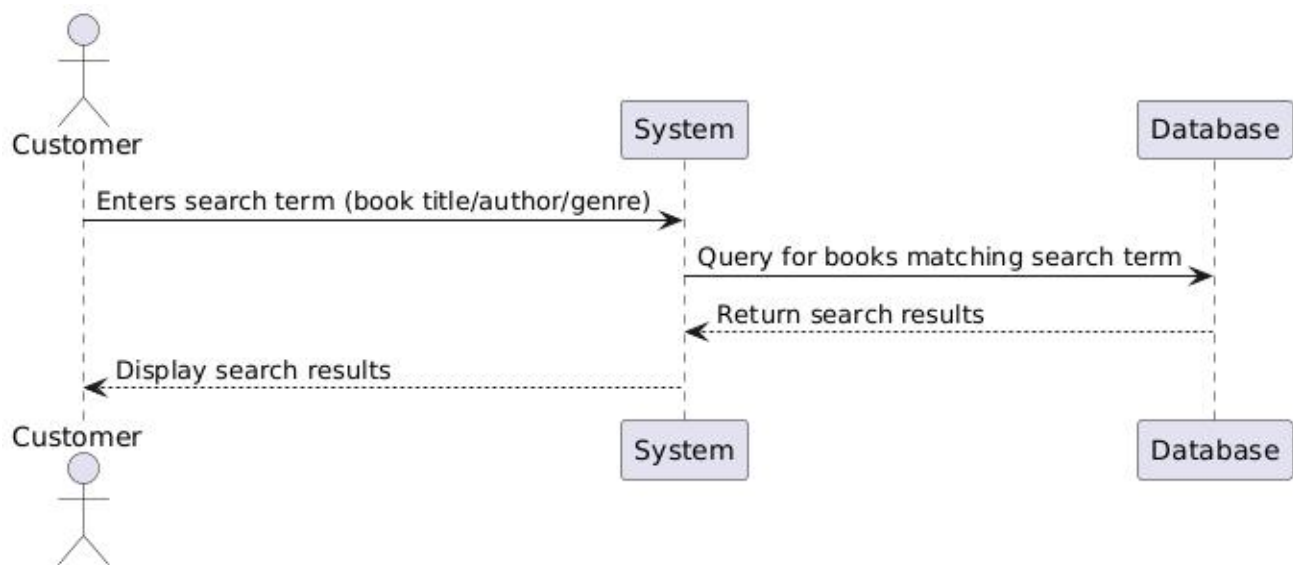 Customer
System
Database
Enters search term (book title/author/genre)
Query for books matching search term
Return search results
Display search results
Customer
System
Database